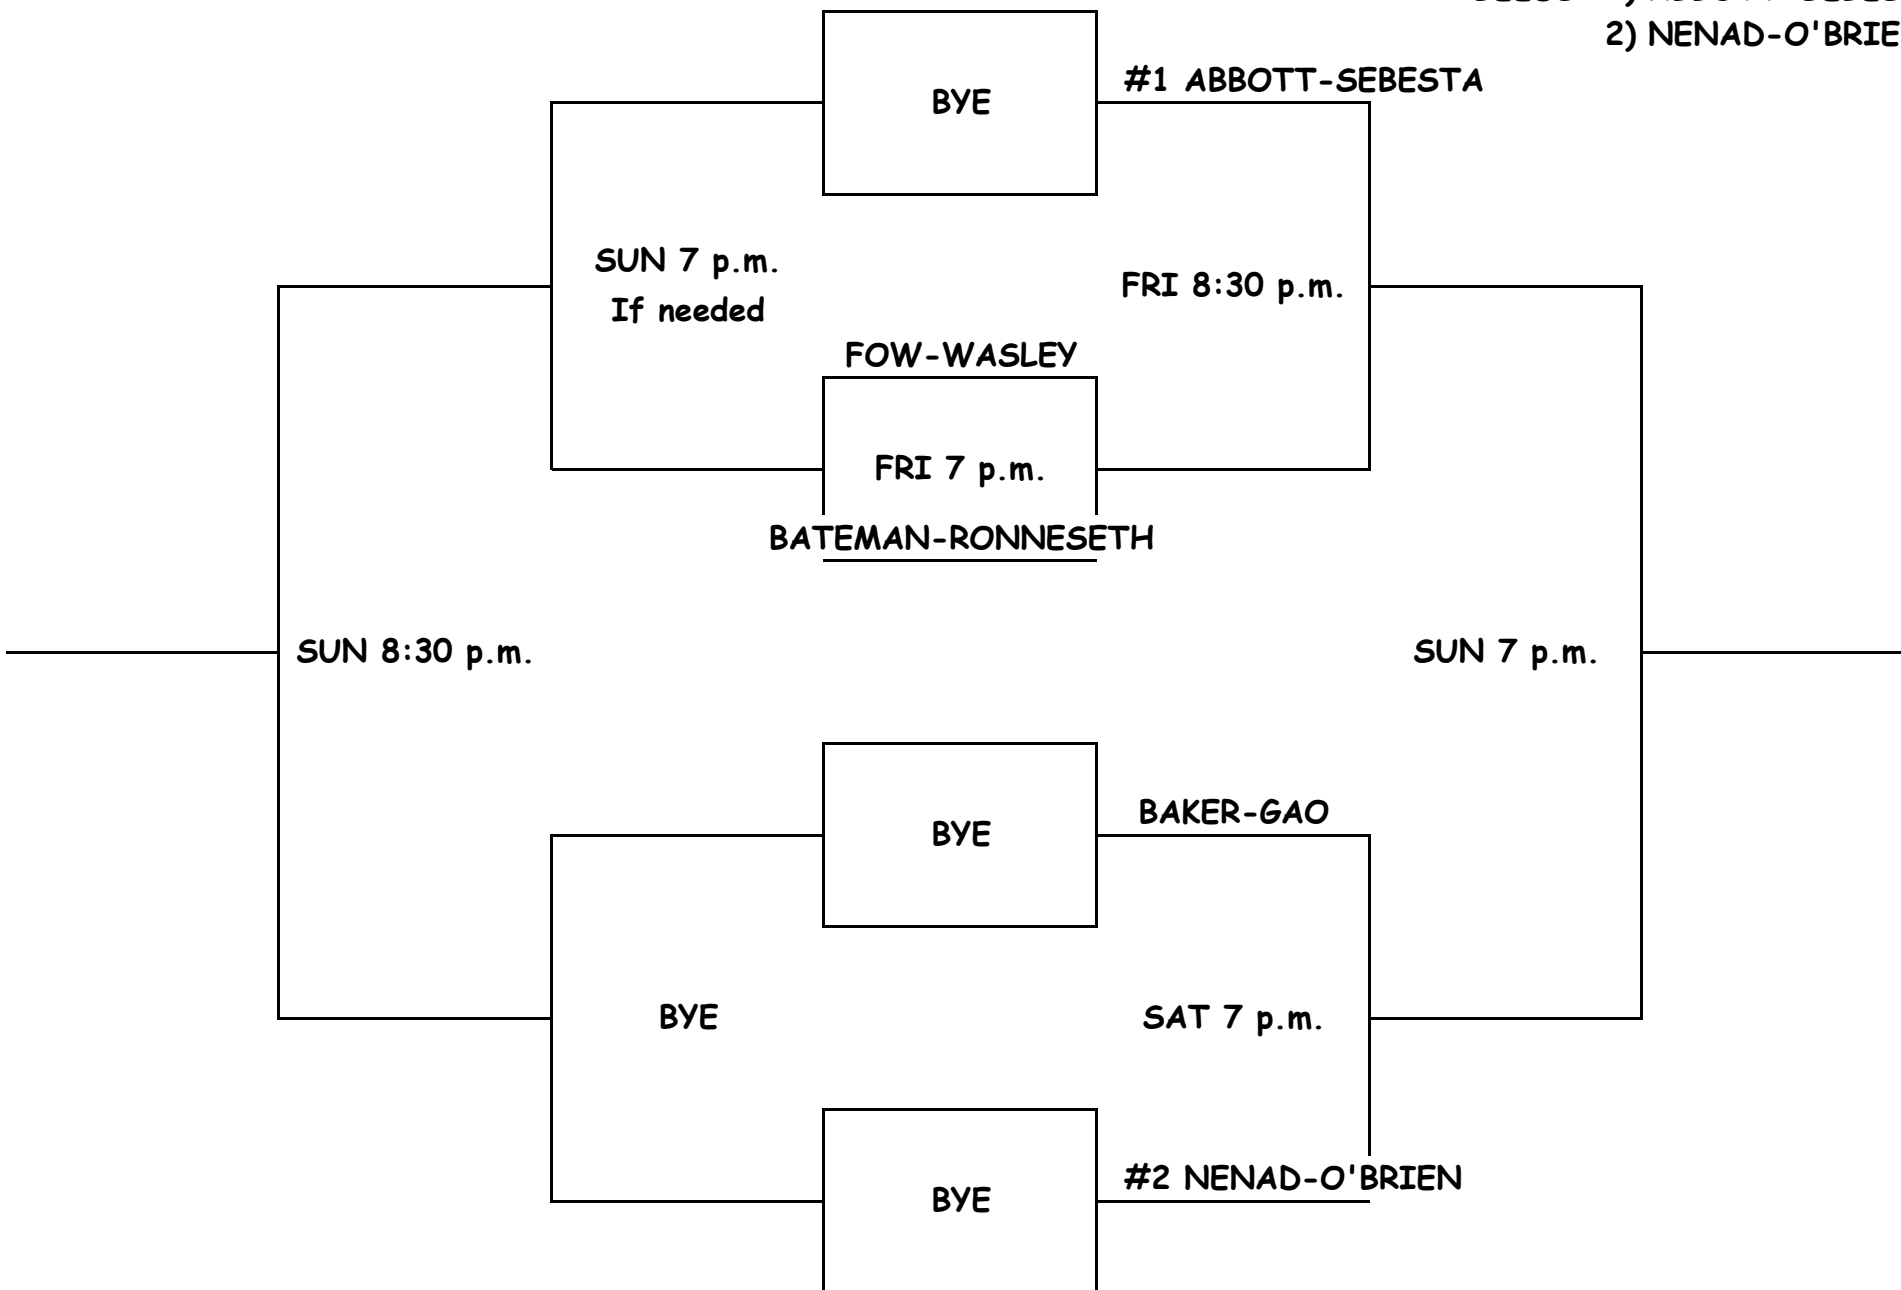 2) NENAD-O'BRIE
#1 ABBOTT-SEBESTA
BYE
SUN 7 p.m.
If needed
FRI 8:30 p.m.
FOW-WASLEY
FRI 7 p.m.
BATEMAN-RONNESETH
SUN 8:30 p.m.
SUN 7 p.m.
BYE
BAKER-GAO
BYE
SAT 7 p.m.
BYE
#2 NENAD-O'BRIEN